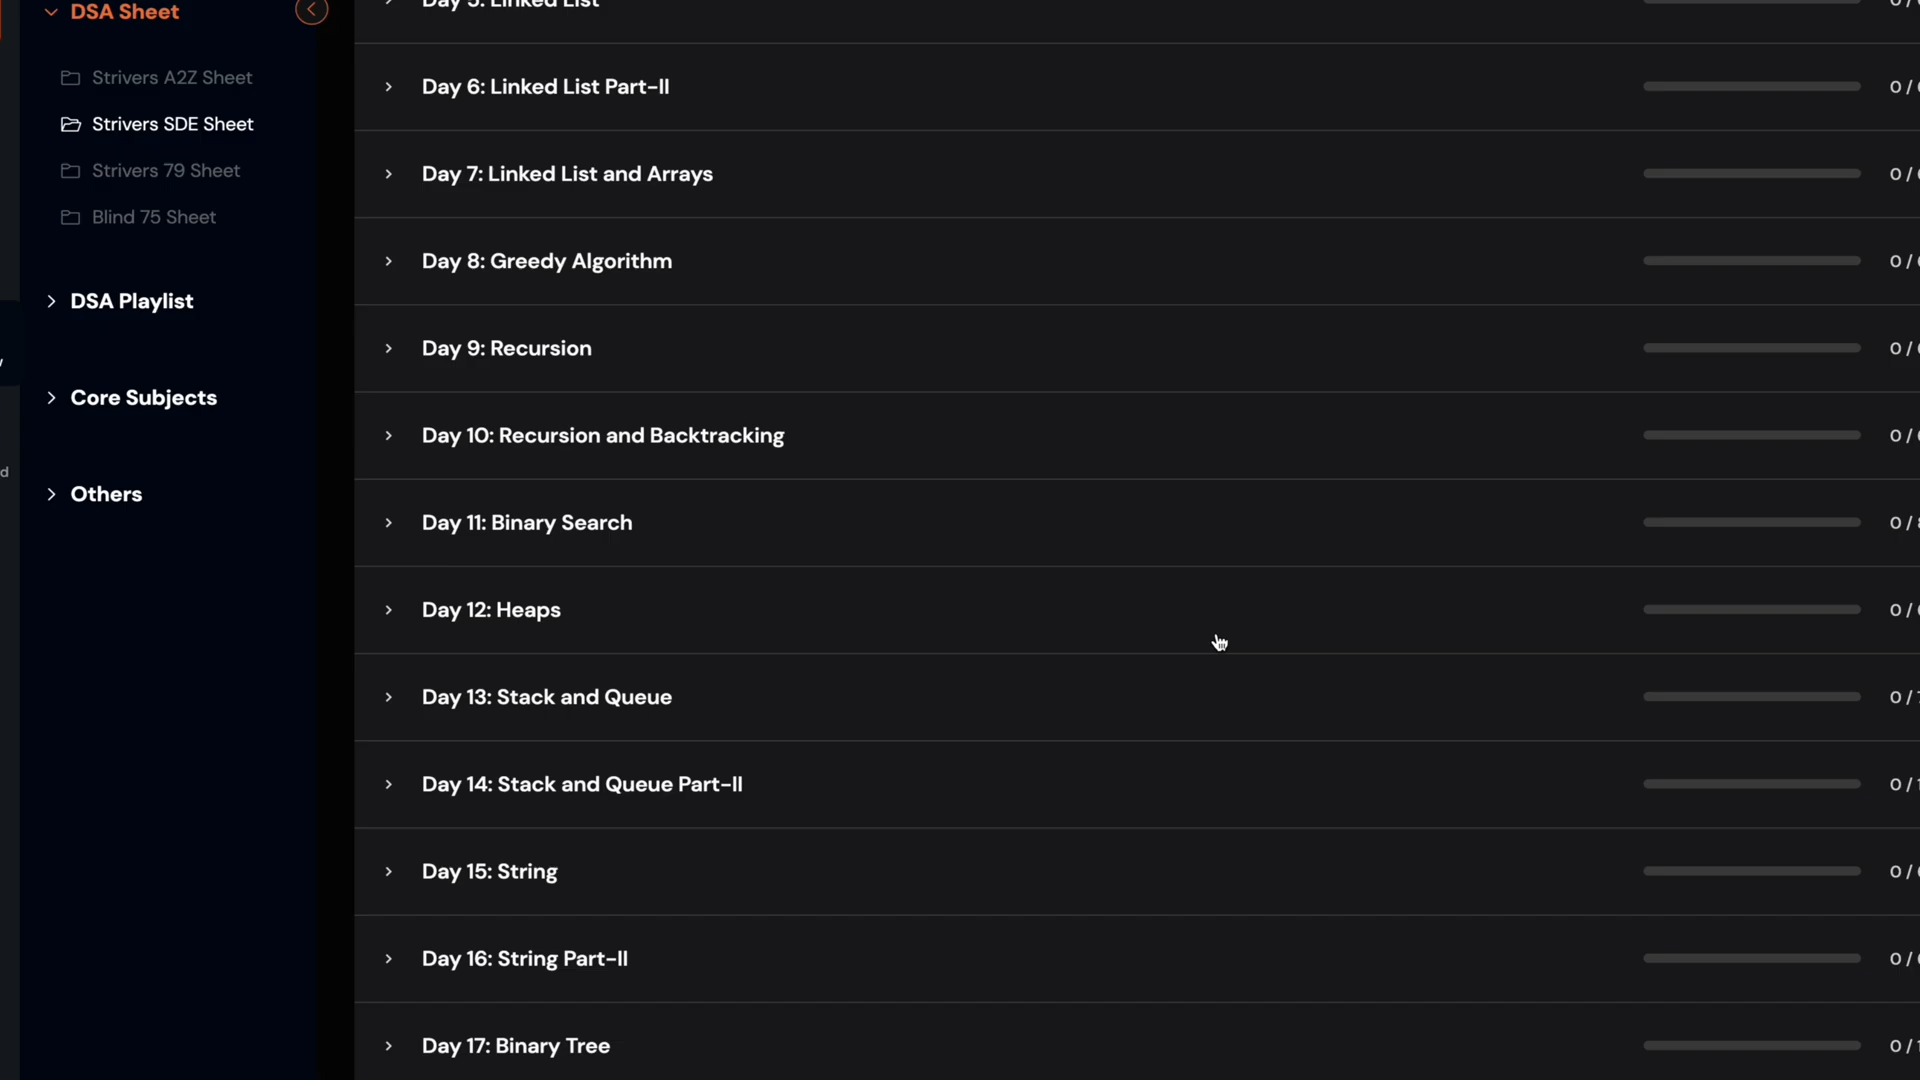 DSA Sheet
Strivers A2Z Sheet
Strivers SDE Sheet
Strivers 79 Sheet
Blind 75 Sheet
DSA Playlist
Core Subjects
Others
Day 5: Linked List
Day 6: Linked List Part-II
0 /
Day 7: Linked List and Arrays
0 /
Day 8: Greedy Algorithm
0 /
Day 9: Recursion
0 /
Day 10: Recursion and Backtracking
0 /
Day 11: Binary Search
0 /
Day 12: Heaps
0 /
Day 13: Stack and Queue
0 /
Day 14: Stack and Queue Part-II
0 /
Day 15: String
0 /
Day 16: String Part-II
0 /
Day 17: Binary Tree
0 /